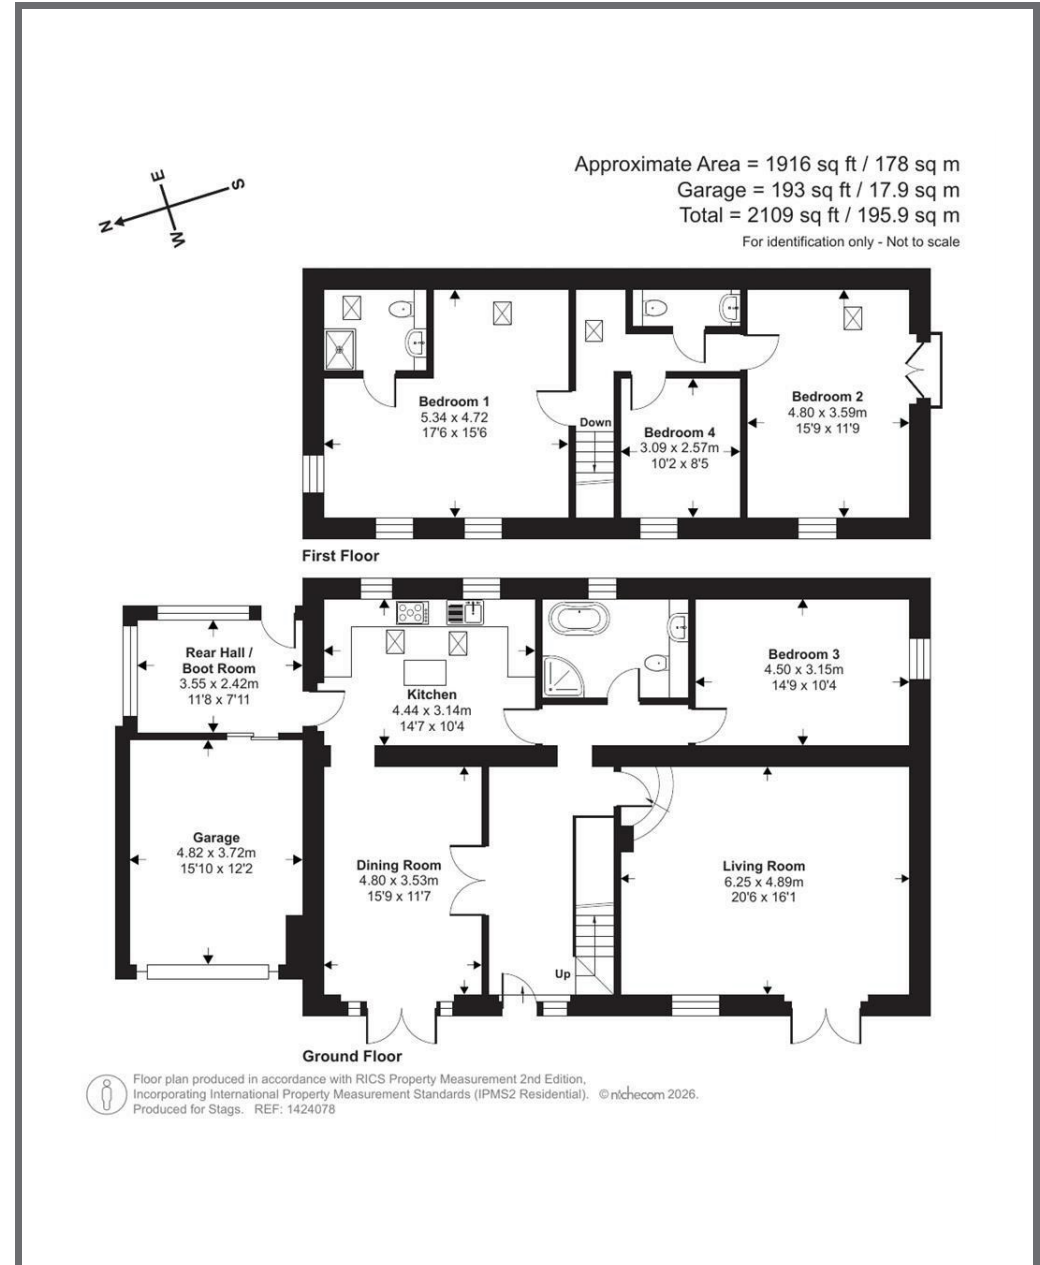 Approximate Area = 1916 sq ft / 178 sq m
Garage = 193 sq ft / 17.9 sq m
Total = 2109 sq ft / 195.9 sq m
For identification only - Not to scale
E
S
N
W
Bedroom 1
5.34 x 4.72
17'6 x 15'6
Down
Bedroom 4
3.09 x 2.57m
10'2 x 8'5
Bedroom 2
4.80 x 3.59m
15'9 x 11'9
First Floor
Rear Hall /
Boot Room
3.55 x 2.42m
11'8 x 7'11
Kitchen
4.44 x 3.14m
14'7 x 10'4
Bedroom 3
4.50 x 3.15m
14'9 x 10'4
Garage
4.82 x 3.72m
15'10 x 12'2
Dining Room
4.80 x 3.53m
15'9 x 11'7
Living Room
6.25 x 4.89m
20'6 x 16'1
Up
Ground Floor
Floor plan produced in accordance with RICS Property Measurement 2nd Edition,
Incorporating International Property Measurement Standards (IPMS2 Residential). © nichecom 2026.
Produced for Stags. REF: 1424078